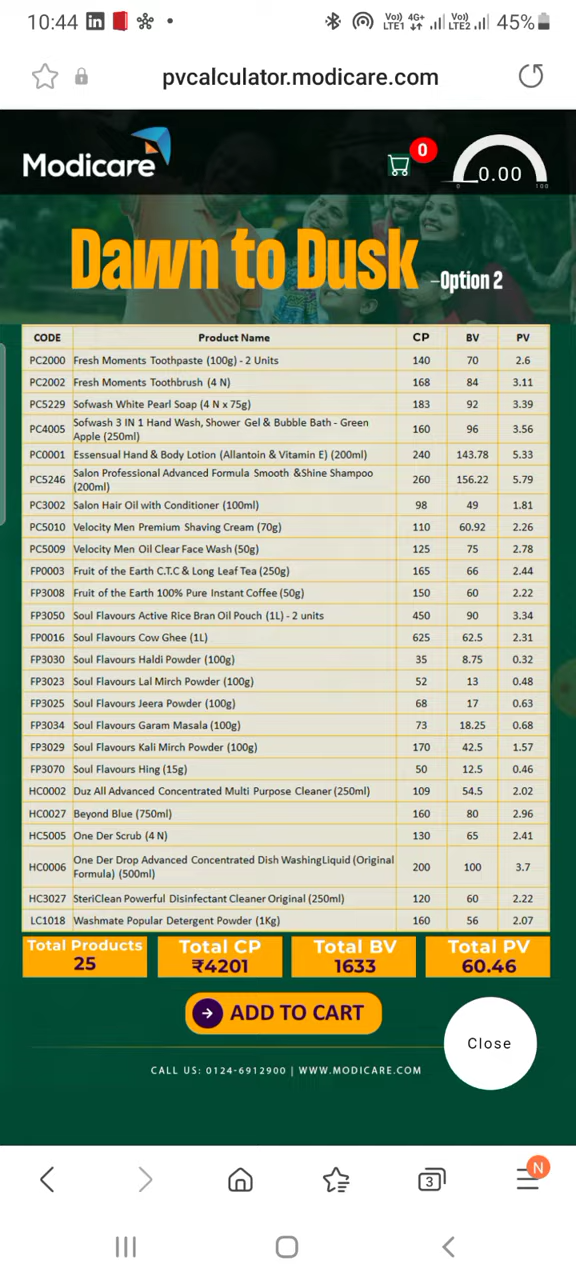 10:44 Vo)) LTE1 4G+ Vo)) LTE2 45%
pvcalculator.modicare.com
Modicare 0 0.00
0 100
Dawn to Dusk –Option 2
CODE Product Name CP BV PV
PC2000 Fresh Moments Toothpaste (100g) - 2 Units 140 70 2.6
PC2002 Fresh Moments Toothbrush (4 N) 168 84 3.11
PC5229 Sofwash White Pearl Soap (4 N x 75g) 183 92 3.39
PC4005 Sofwash 3 IN 1 Hand Wash, Shower Gel & Bubble Bath - Green
Apple (250ml) 160 96 3.56
PC0001 Essensual Hand & Body Lotion (Allantoin & Vitamin E) (200ml) 240 143.78 5.33
PC5246 Salon Professional Advanced Formula Smooth &Shine Shampoo
(200ml) 260 156.22 5.79
PC3002 Salon Hair Oil with Conditioner (100ml) 98 49 1.81
PC5010 Velocity Men Premium Shaving Cream (70g) 110 60.92 2.26
PC5009 Velocity Men Oil Clear Face Wash (50g) 125 75 2.78
FP0003 Fruit of the Earth C.T.C & Long Leaf Tea (250g) 165 66 2.44
FP3008 Fruit of the Earth 100% Pure Instant Coffee (50g) 150 60 2.22
FP3050 Soul Flavours Active Rice Bran Oil Pouch (1L) - 2 units 450 90 3.34
FP0016 Soul Flavours Cow Ghee (1L) 625 62.5 2.31
FP3030 Soul Flavours Haldi Powder (100g) 35 8.75 0.32
FP3023 Soul Flavours Lal Mirch Powder (100g) 52 13 0.48
FP3025 Soul Flavours Jeera Powder (100g) 68 17 0.63
FP3034 Soul Flavours Garam Masala (100g) 73 18.25 0.68
FP3029 Soul Flavours Kali Mirch Powder (100g) 170 42.5 1.57
FP3070 Soul Flavours Hing (15g) 50 12.5 0.46
HC0002 Duz All Advanced Concentrated Multi Purpose Cleaner (250ml) 109 54.5 2.02
HC0027 Beyond Blue (750ml) 160 80 2.96
HC5005 One Der Scrub (4 N) 130 65 2.41
HC0006 One Der Drop Advanced Concentrated Dish WashingLiquid (Original
Formula) (500ml) 200 100 3.7
HC3027 SteriClean Powerful Disinfectant Cleaner Original (250ml) 120 60 2.22
LC1018 Washmate Popular Detergent Powder (1Kg) 160 56 2.07
Total Products Total CP Total BV Total PV
25 ₹4201 1633 60.46
ADD TO CART
Close
CALL US: 0124-6912900 | WWW.MODICARE.COM
3 N